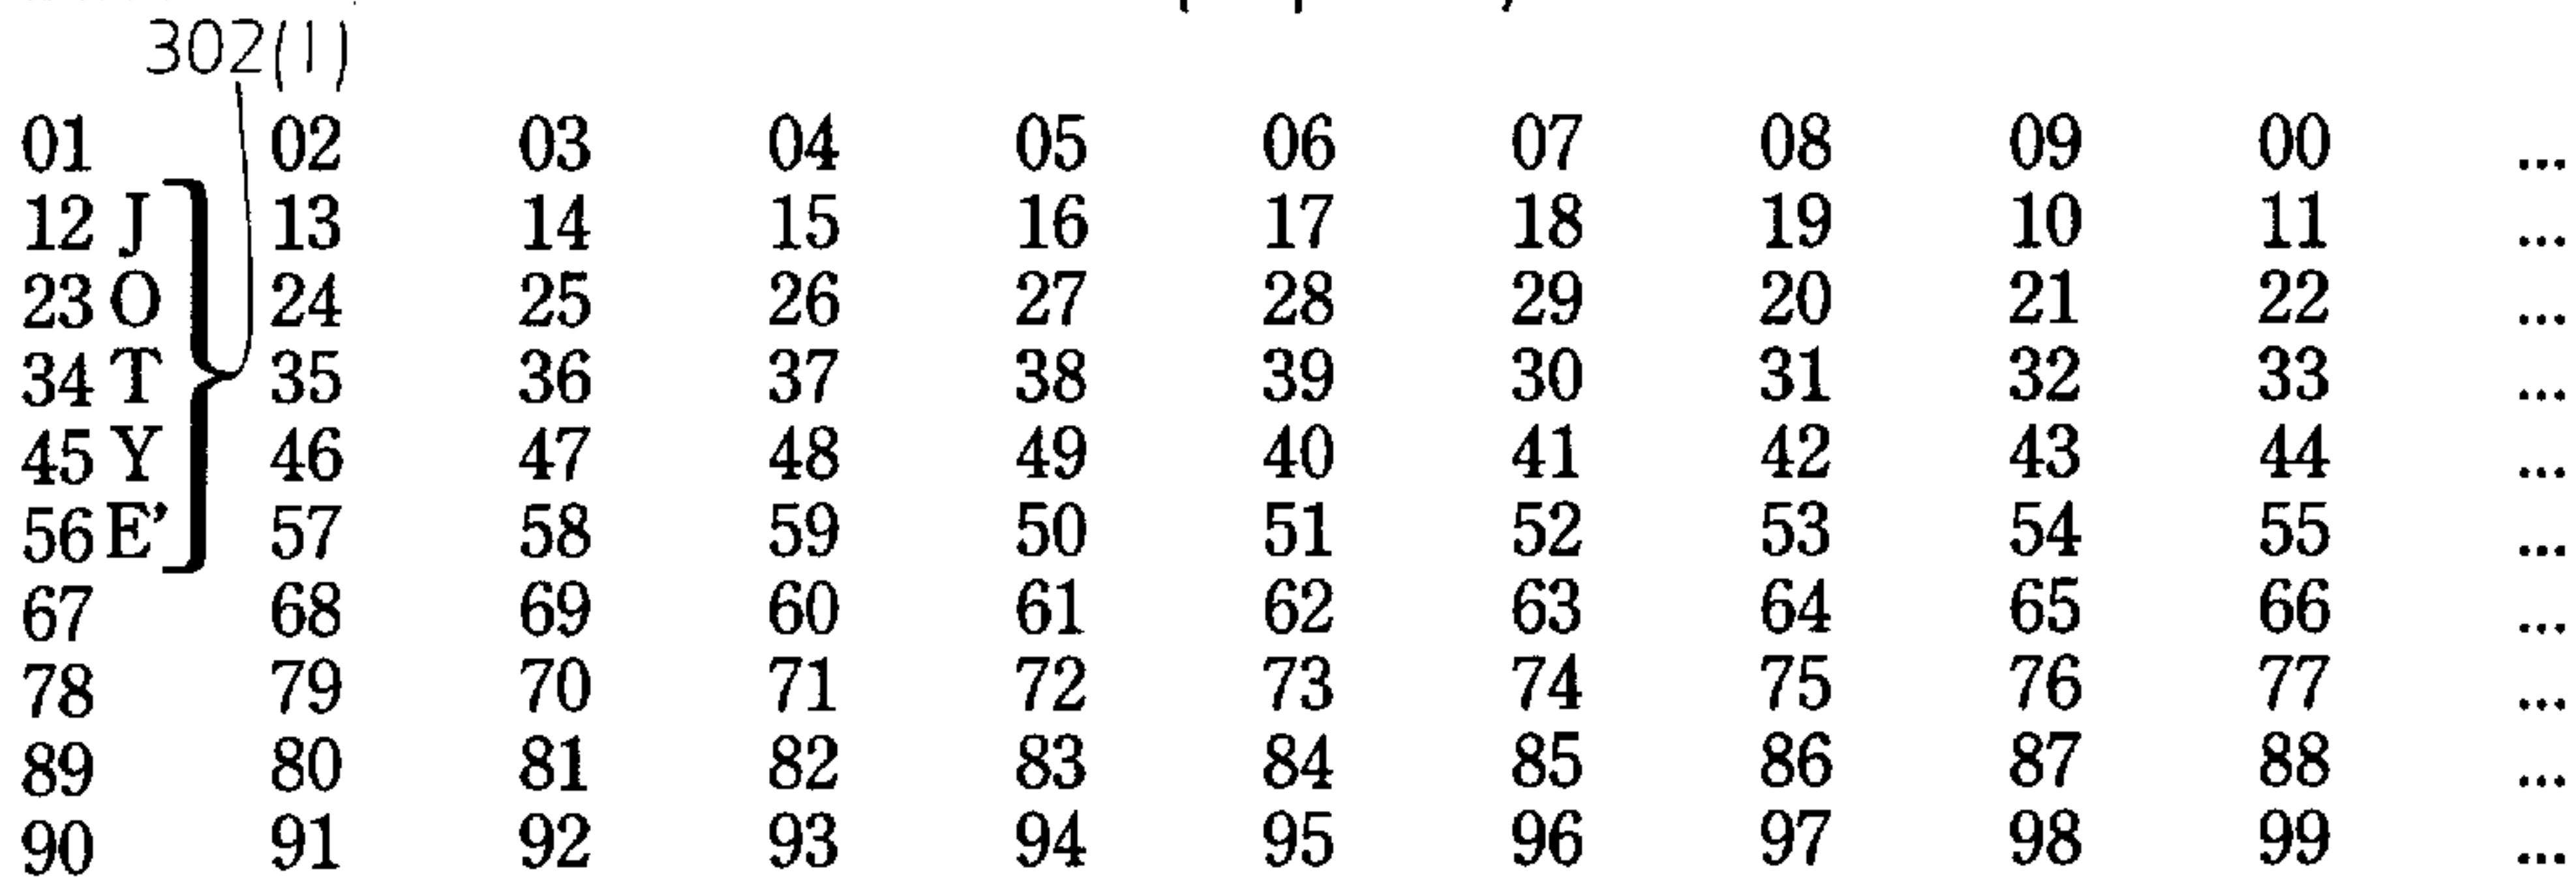 302(1)
01 02 03 04 05 06 07 08 09 00 ...
12 J 13 14 15 16 17 18 19 10 11 ...
23 O 24 25 26 27 28 29 20 21 22 ...
34 T 35 36 37 38 39 30 31 32 33 ...
45 Y 46 47 48 49 40 41 42 43 44 ...
56 E’ 57 58 59 50 51 52 53 54 55 ...
67 68 69 60 61 62 63 64 65 66 ...
78 79 70 71 72 73 74 75 76 77 ...
89 80 81 82 83 84 85 86 87 88 ...
90 91 92 93 94 95 96 97 98 99 ...